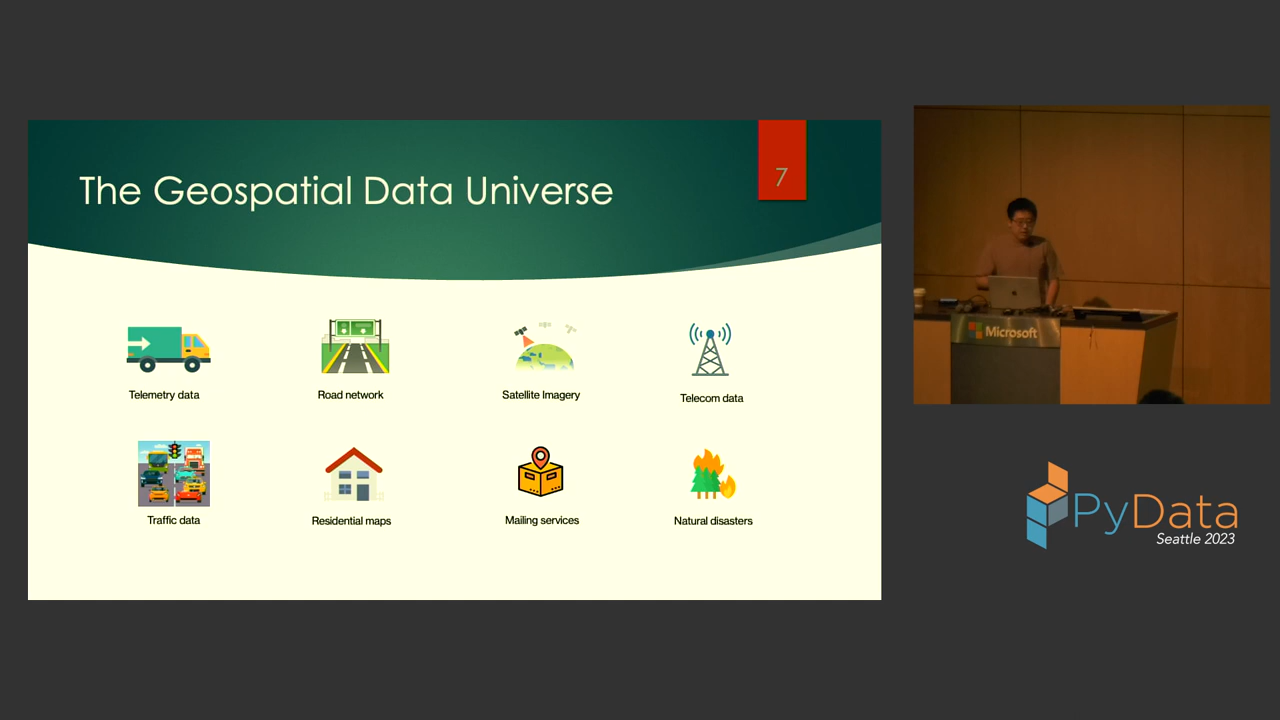 The Geospatial Data Universe
7
Telemetry data
Road network
Satellite Imagery
Telecom data
Traffic data
Residential maps
Mailing services
Natural disasters
Microsoft
PyData
Seattle 2023